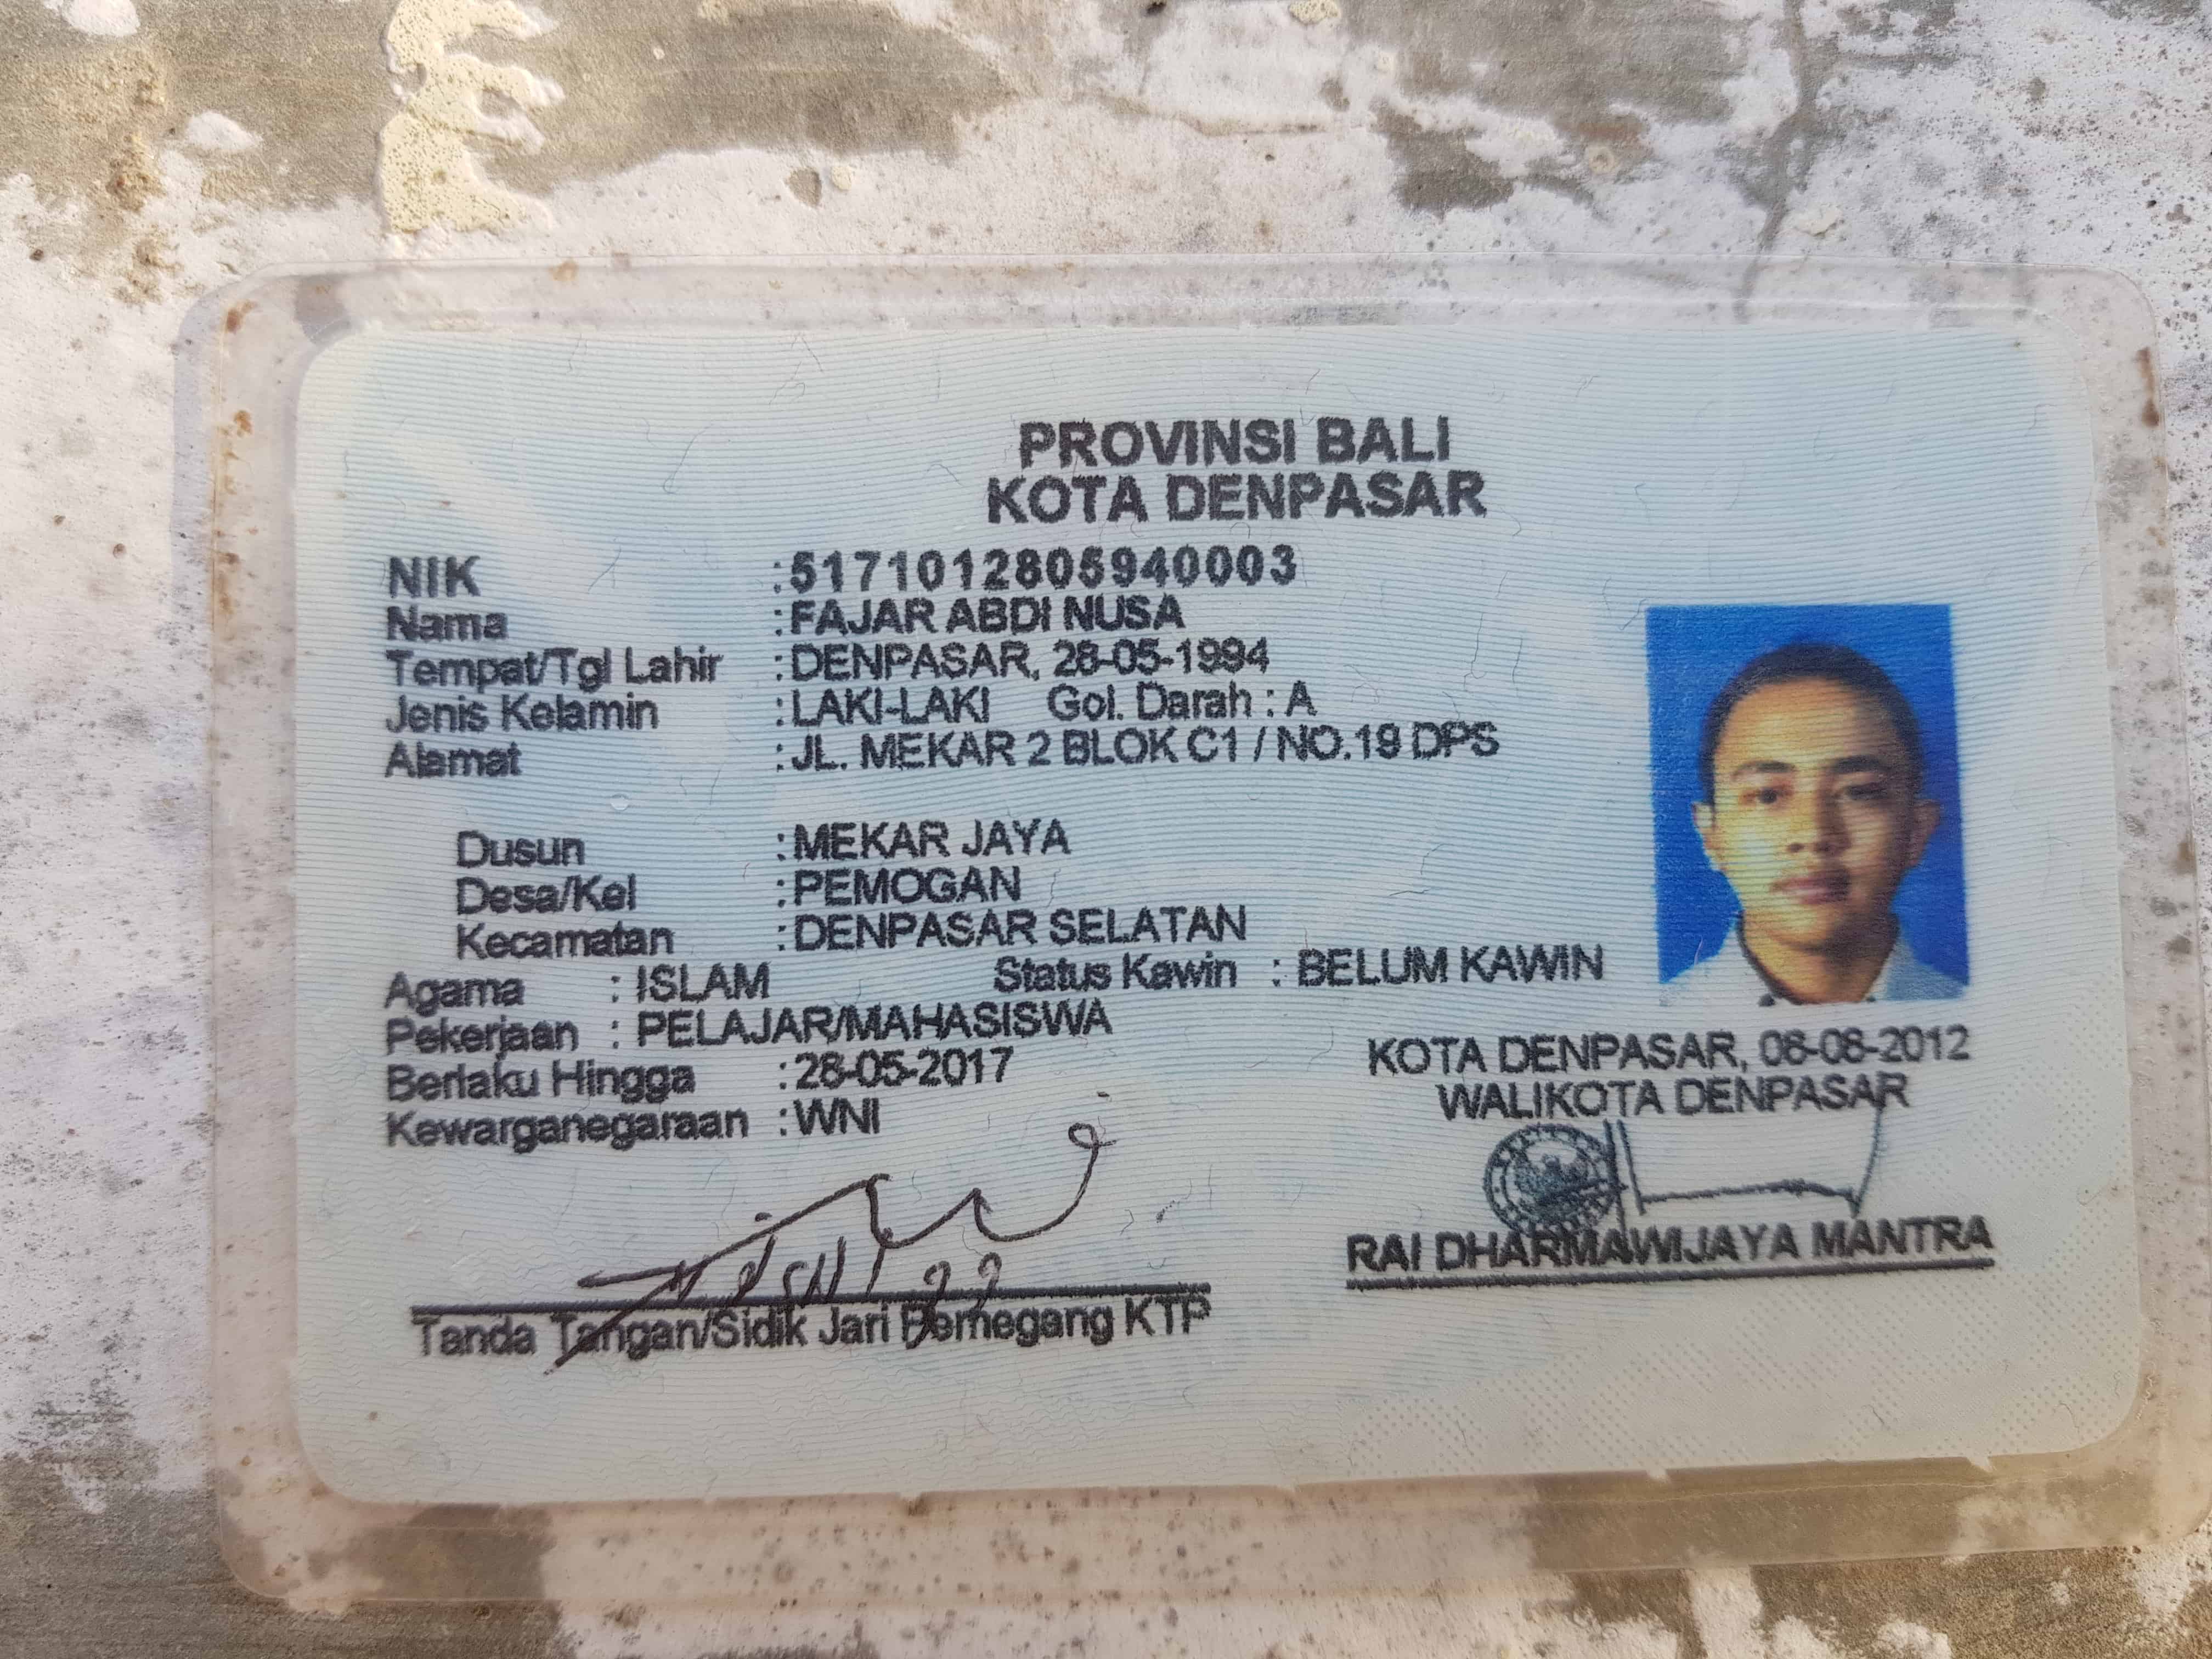 PROVINSI BALI
KOTA DENPASAR
NIK :5171012805940003
Nama :FAJAR ABDI NUSA
Tempat/Tgl Lahir :DENPASAR, 28-05-1994
Jenis Kelamin :LAKI-LAKI Gol. Darah : A
Alamat :JL. MEKAR 2 BLOK C1 / NO.19 DPS
Dusun :MEKAR JAYA
Desa/Kel :PEMOGAN
Kecamatan :DENPASAR SELATAN
Agama : ISLAM Status Kawin : BELUM KAWIN
Pekerjaan : PELAJAR/MAHASISWA
Berlaku Hingga :28-05-2017
Kewarganegaraan :WNI
Tanda Tangan/Sidik Jari Pemegang KTP
KOTA DENPASAR, 08-08-2012
WALIKOTA DENPASAR
RAI DHARMAWIJAYA MANTRA